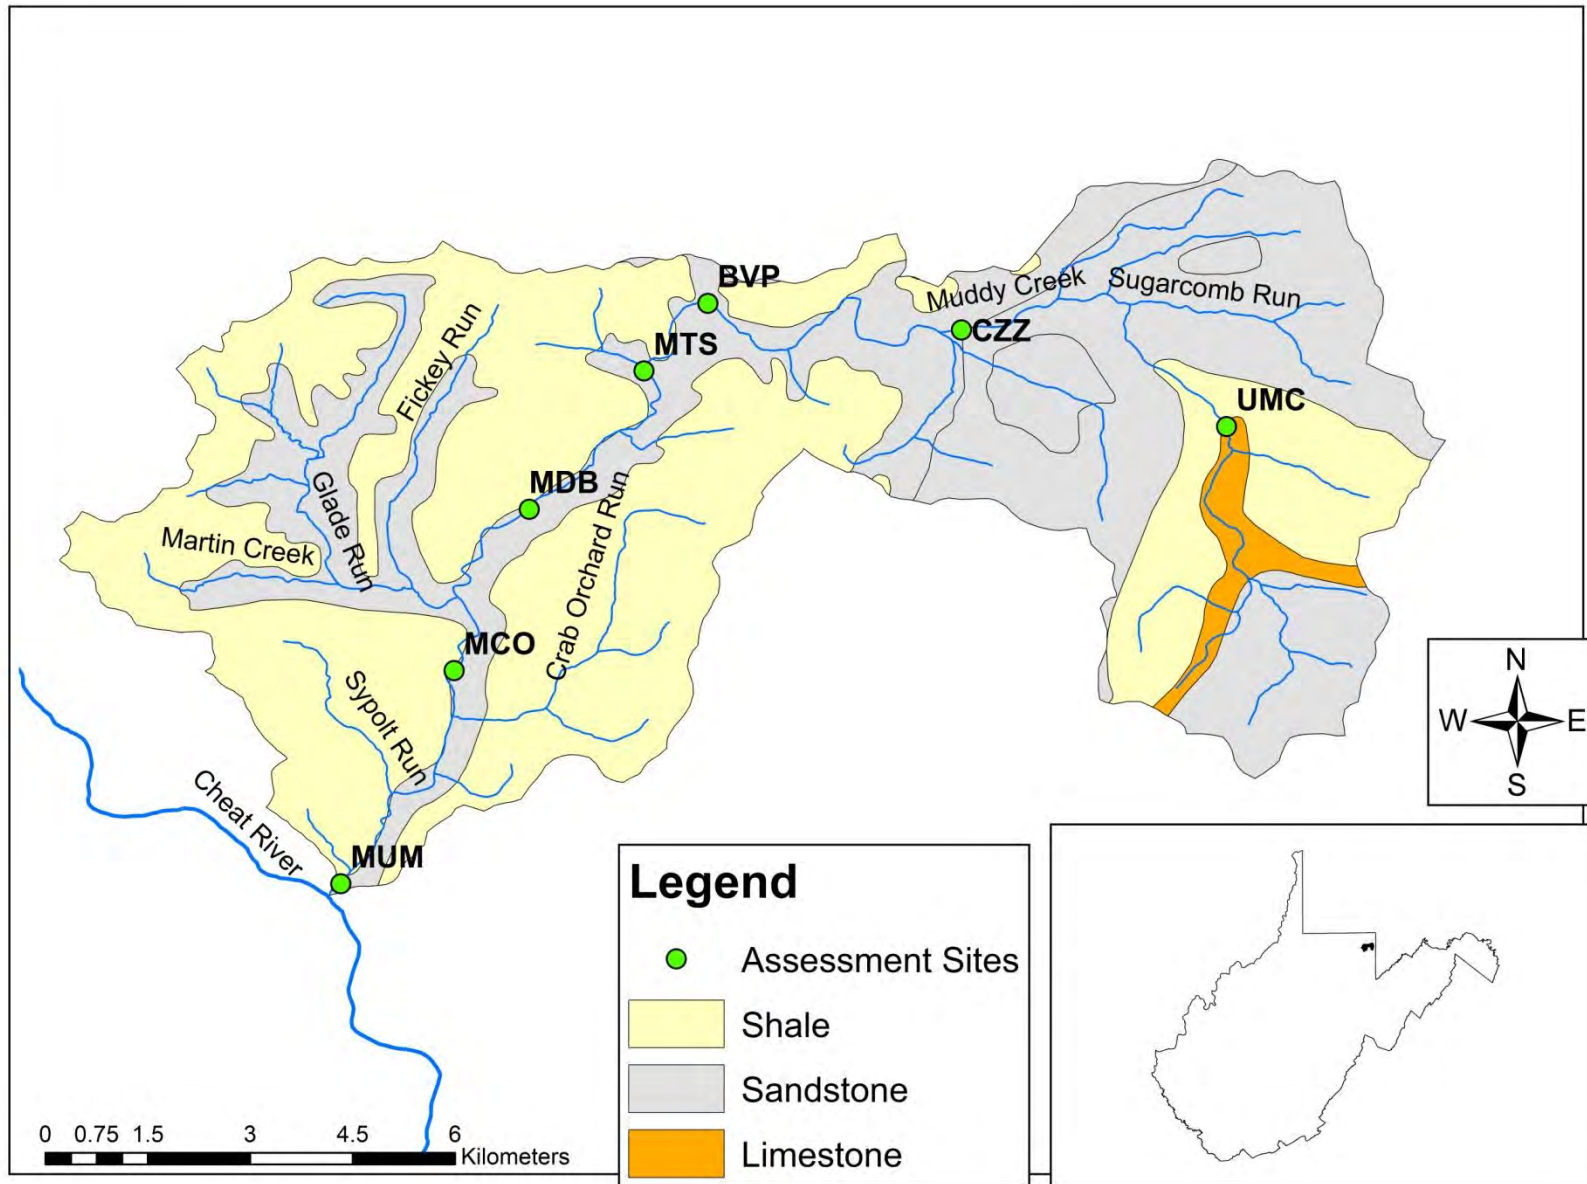 BVP
Muddy Creek
Sugarcomb Run
CZZ
MTS
Fickey Run
UMC
MDB
Glade Run
Crab Orchard Run
Martin Creek
MCO
Sypolt Run
Cheat River
MUM
N
W
E
S
Legend
Assessment Sites
Shale
Sandstone
Limestone
0 0.75 1.5 3 4.5 6
Kilometers